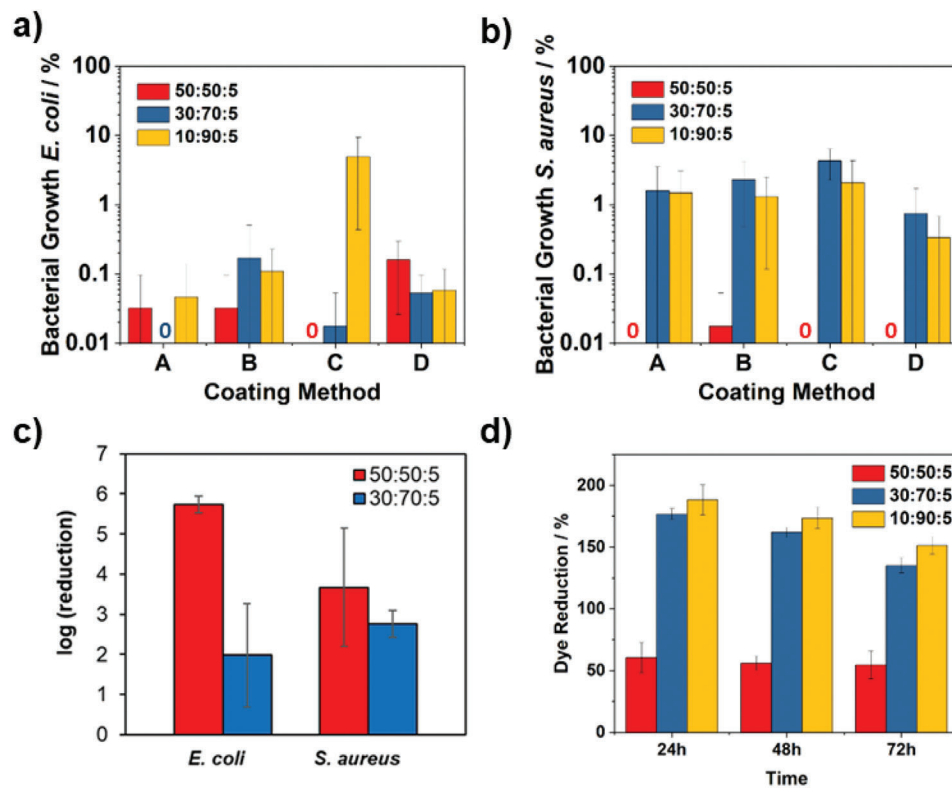 a)
Bacterial Growth E. coli / %
100
10
1
0.1
0.01
50:50:5
30:70:5
10:90:5
0
0
A B C D
Coating Method
b)
Bacterial Growth S. aureus / %
100
10
1
0.1
0.01
50:50:5
30:70:5
10:90:5
0
0
0
A B C D
Coating Method
c)
log (reduction)
7
6
5
4
3
2
1
0
50:50:5
30:70:5
E. coli S. aureus
d)
Dye Reduction / %
200
150
100
50
0
50:50:5
30:70:5
10:90:5
24h 48h 72h
Time